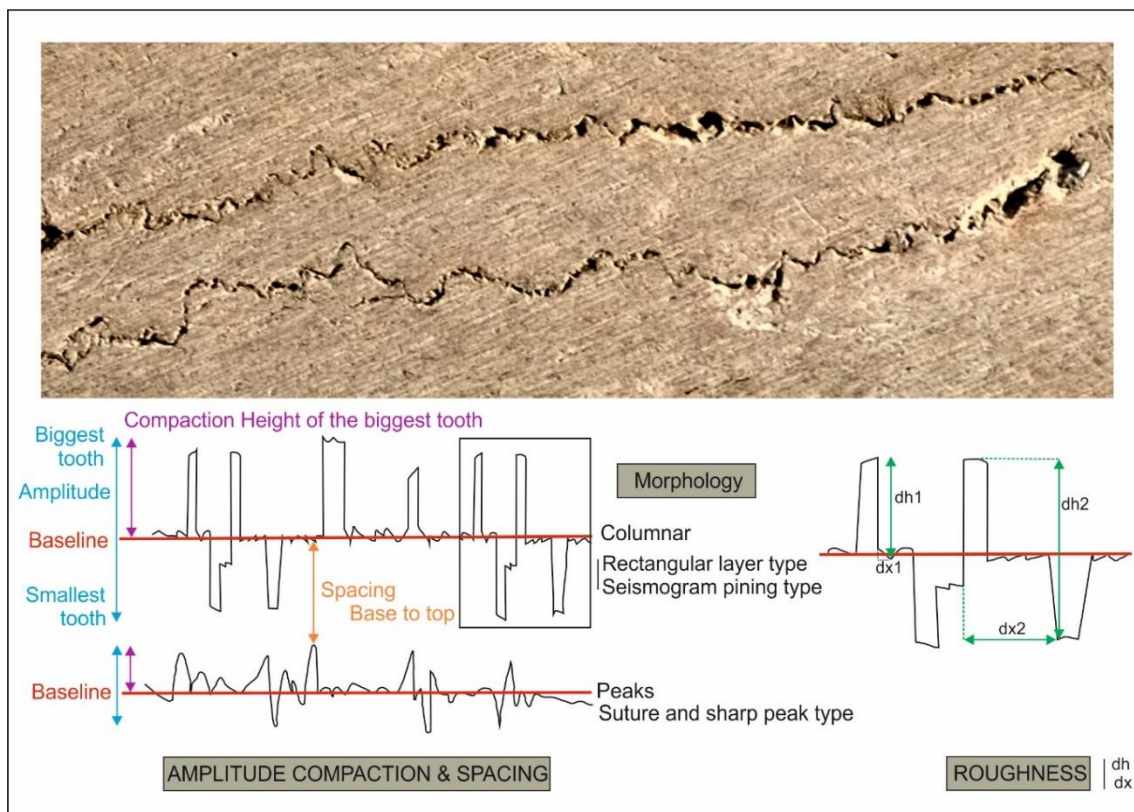 Compaction Height of the biggest tooth
Biggest
tooth
Amplitude
Baseline
Smallest
tooth
Spacing
Base to top
Baseline
Morphology
Columnar
Rectangular layer type
Seismogram pining type
Peaks
Suture and sharp peak type
dh1
dx1
dh2
dx2
AMPLITUDE COMPACTION & SPACING
ROUGHNESS
dh
dx